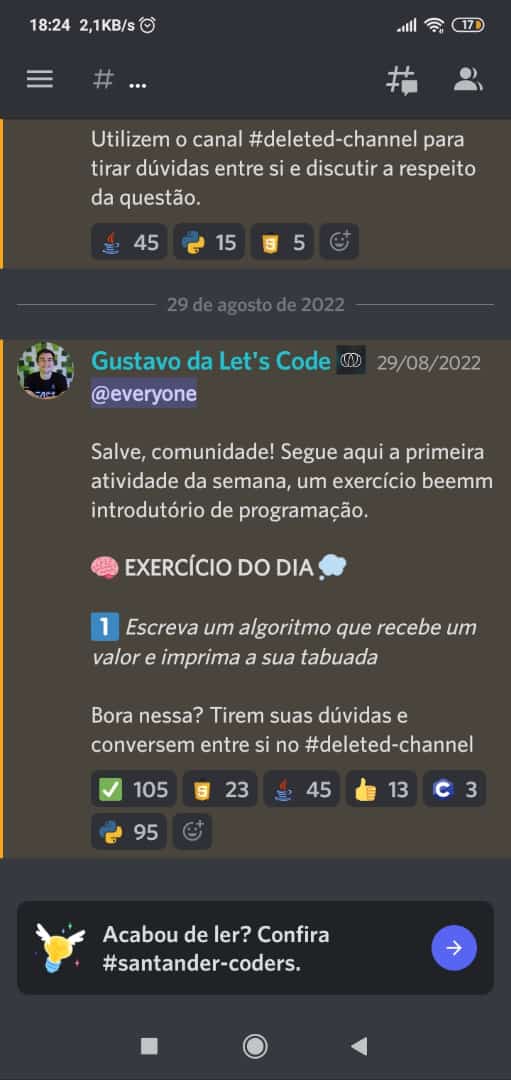 18:24 2,1KB/s
17
# ...
Utilizem o canal #deleted-channel para
tirar dúvidas entre si e discutir a respeito
da questão.
45 15 5
29 de agosto de 2022
Gustavo da Let's Code 29/08/2022
@everyone
Salve, comunidade! Segue aqui a primeira
atividade da semana, um exercício beemm
introdutório de programação.
EXERCÍCIO DO DIA
1 Escreva um algoritmo que recebe um
valor e imprima a sua tabuada
Bora nessa? Tirem suas dúvidas e
conversem entre si no #deleted-channel
105 23 45 13 C 3
95
Acabou de ler? Confira
#santander-coders.